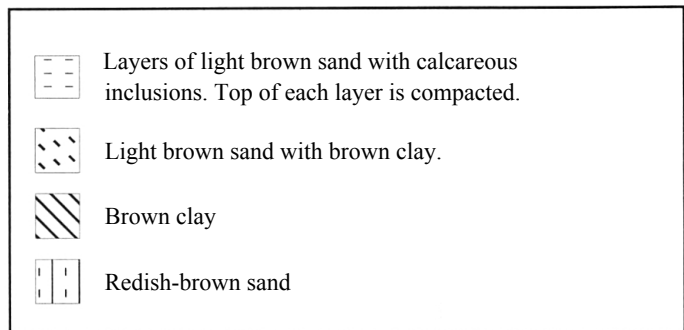 Layers of light brown sand with calcareous
inclusions. Top of each layer is compacted.
Light brown sand with brown clay.
Brown clay
Redish-brown sand